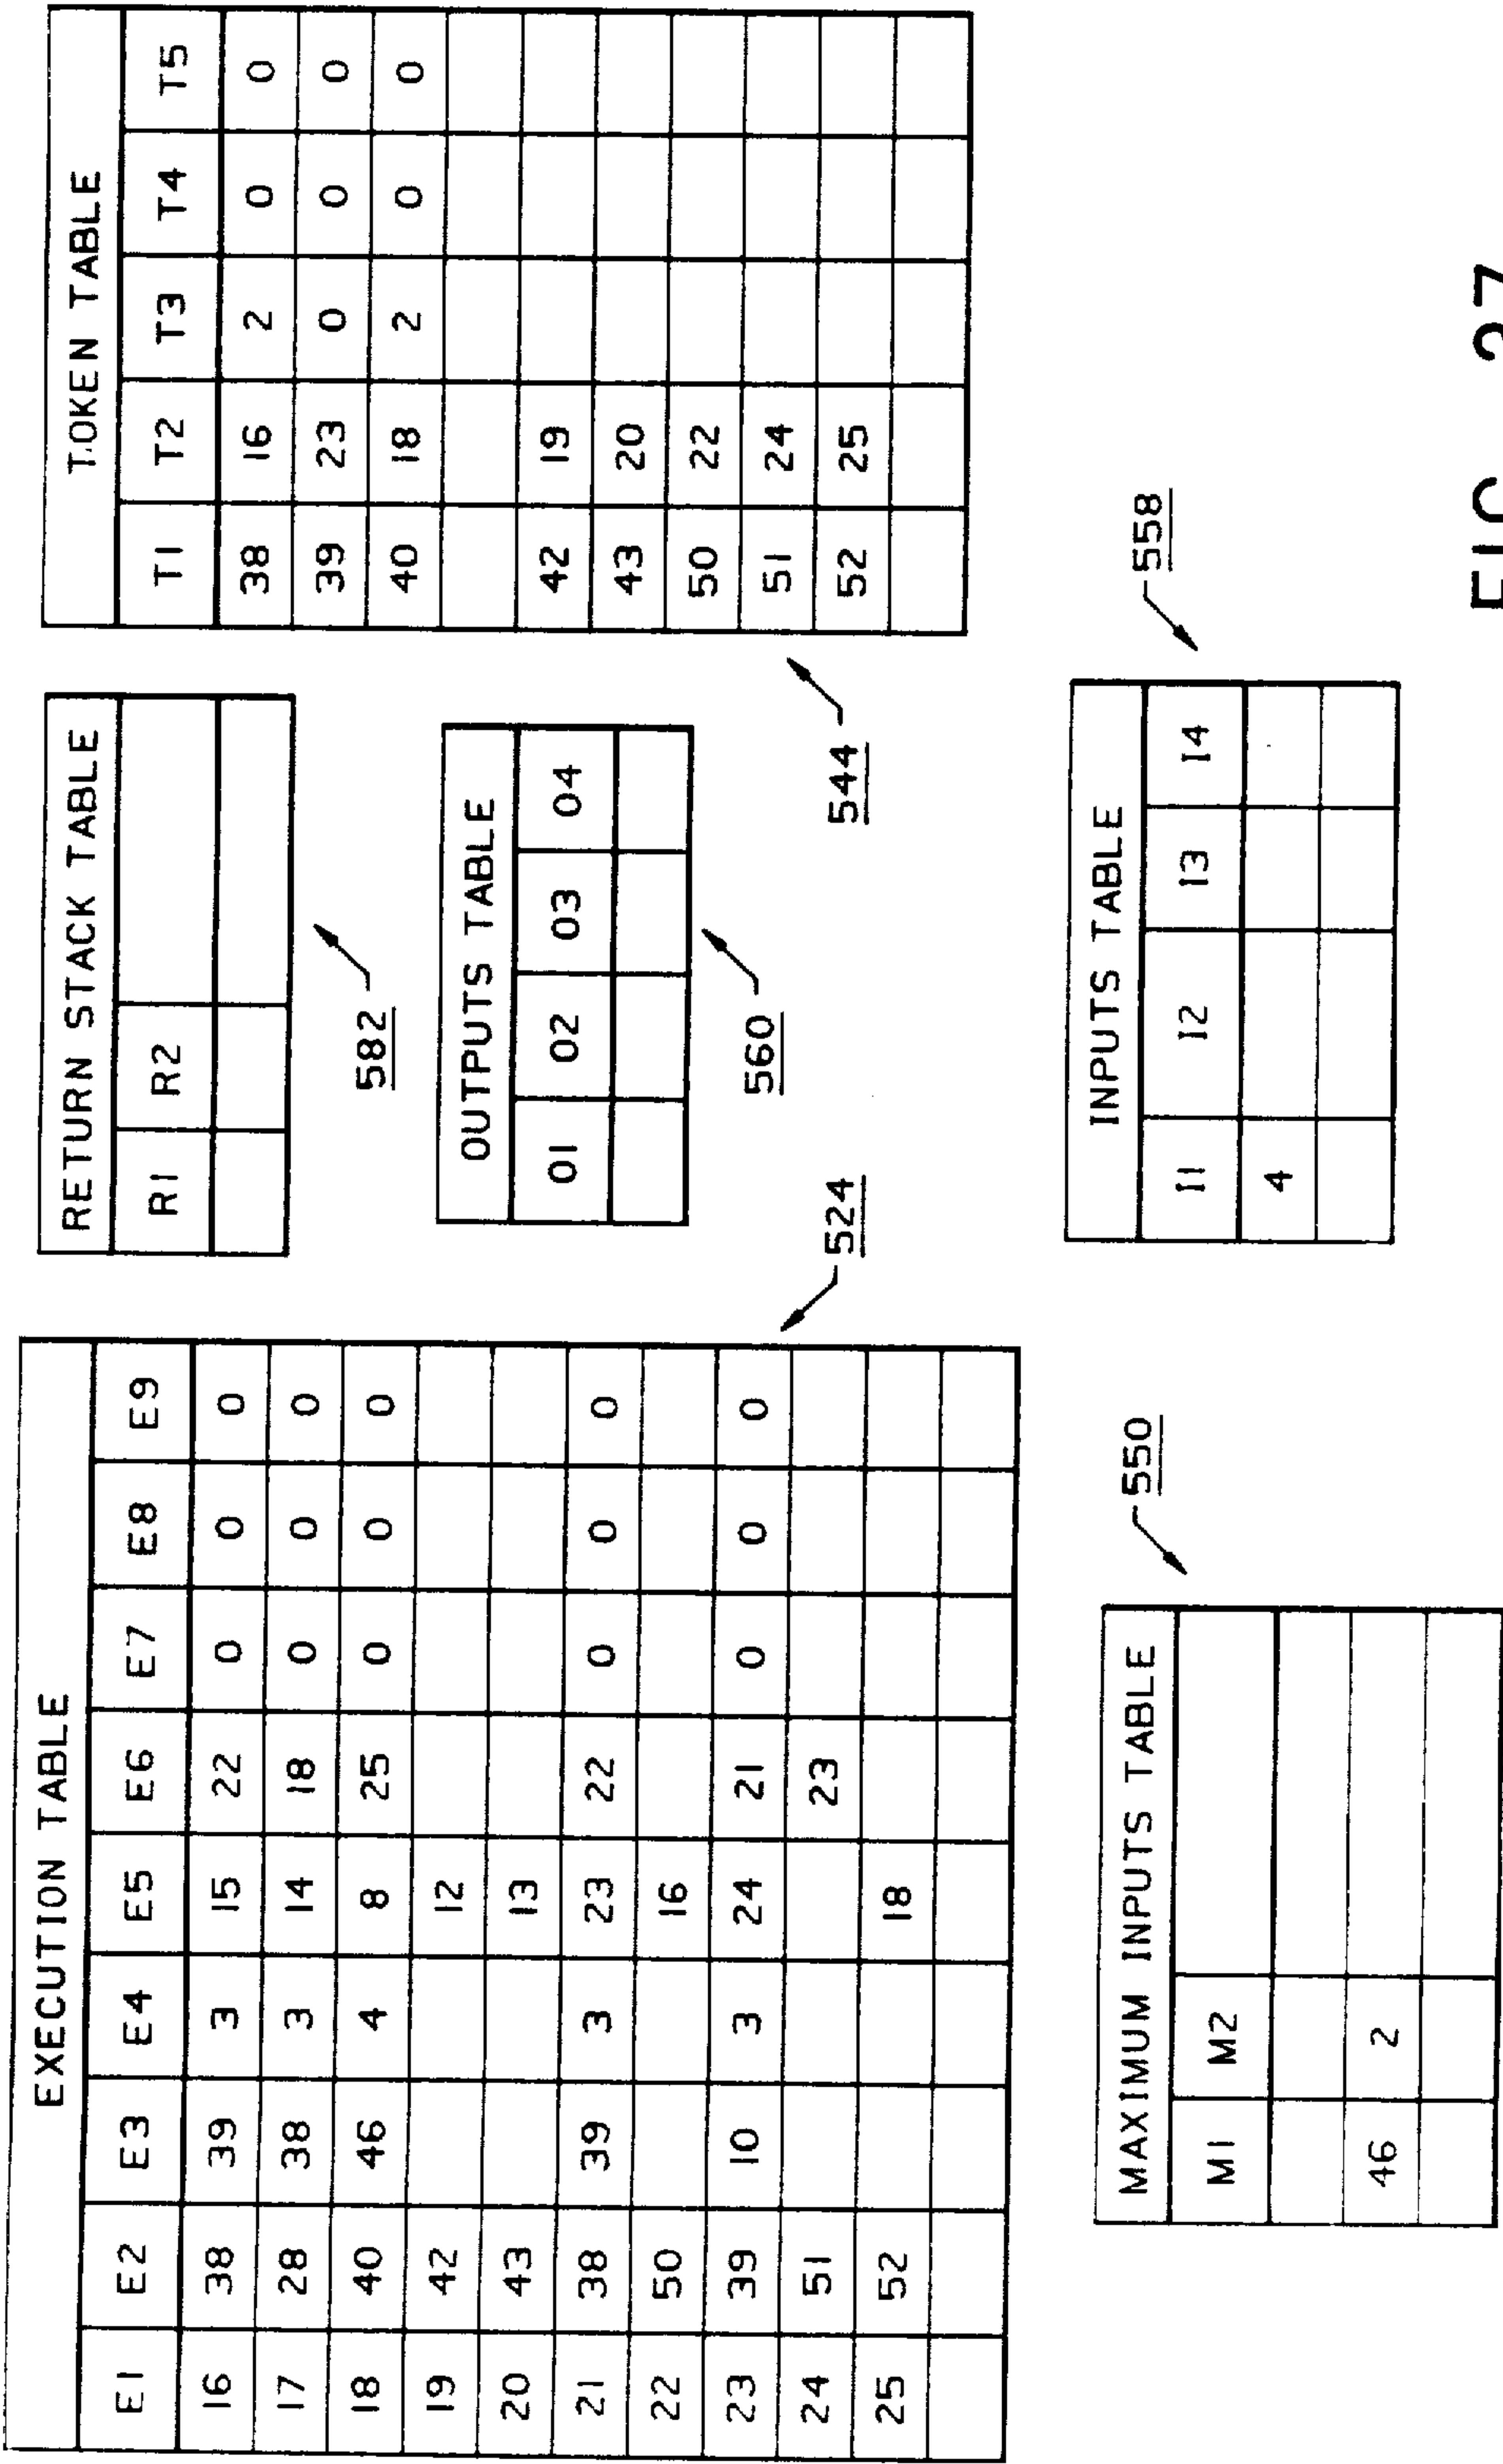 EXECUTION TABLE
E1 E2 E3 E4 E5 E6 E7 E8 E9
16 38 39 3 15 22 0 0 0
17 28 38 3 14 18 0 0 0
18 40 46 4 8 25 0 0 0
19 42 12
20 43 13
21 38 39 3 23 22 0 0 0
22 50 16
23 39 10 3 24 21 0 0 0
24 51 23
25 52 18
524
RETURN STACK TABLE
R1 R2
582
OUTPUTS TABLE
01 02 03 04
560
TOKEN TABLE
T1 T2 T3 T4 T5
38 16 2 0 0
39 23 0 0 0
40 18 2 0 0
42 19
43 20
50 22
51 24
52 25
544
MAXIMUM INPUTS TABLE
M1 M2
46 2
550
INPUTS TABLE
I1 I2 I3 I4
4
558